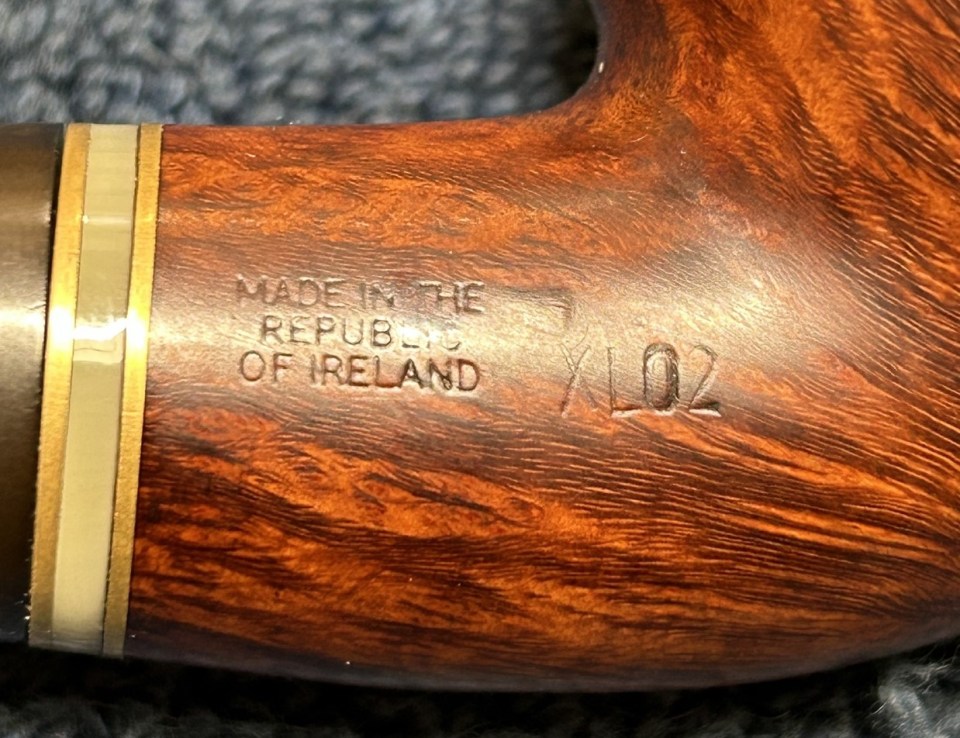 MADE IN THE
REPUBLIC
OF IRELAND
XL02